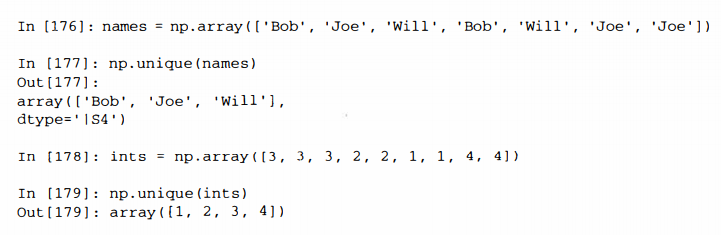 In [176]: names = np.array(['Bob', 'Joe', 'Will', 'Bob', 'Will', 'Joe', 'Joe'])
In [177]: np.unique(names)
Out[177]:
array(['Bob', 'Joe', 'Will'],
dtype='|S4')
In [178]: ints = np.array([3, 3, 3, 2, 2, 1, 1, 4, 4])
In [179]: np.unique(ints)
Out[179]: array([1, 2, 3, 4])